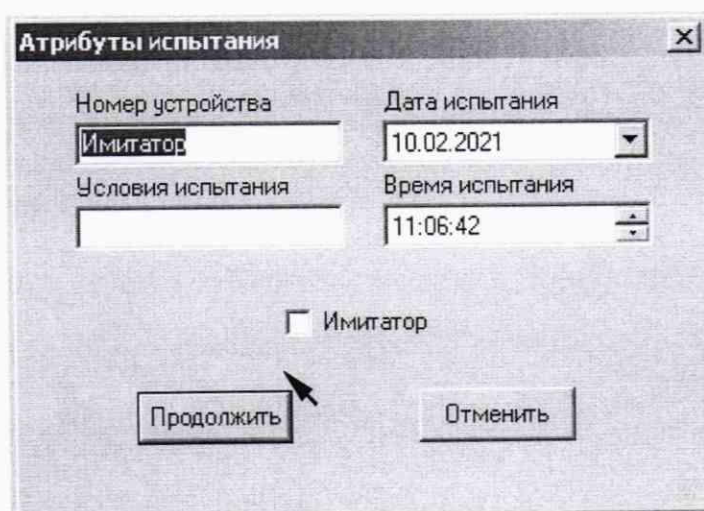 Атрибуты испытания
Номер устройства
Дата испытания
Имитатор
10.02.2021
Условия испытания
Время испытания
11:06:42
Имитатор
Продолжить
Отменить